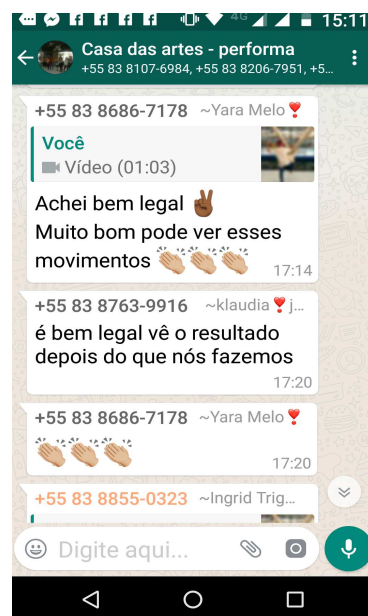 4G 15:11
Casa das artes - performa
+55 83 8107-6984, +55 83 8206-7951, +5...
+55 83 8686-7178 ~Yara Melo❣
Você
Vídeo (01:03)
Achei bem legal ✌🏾
Muito bom pode ver esses
movimentos 👏🏼👏🏼👏🏼
17:14
+55 83 8763-9916 ~klaudia❣j...
é bem legal vê o resultado
depois do que nós fazemos
17:20
+55 83 8686-7178 ~Yara Melo❣
👏🏼👏🏼👏🏼
17:20
+55 83 8855-0323 ~Ingrid Trig...
Digite aqui...